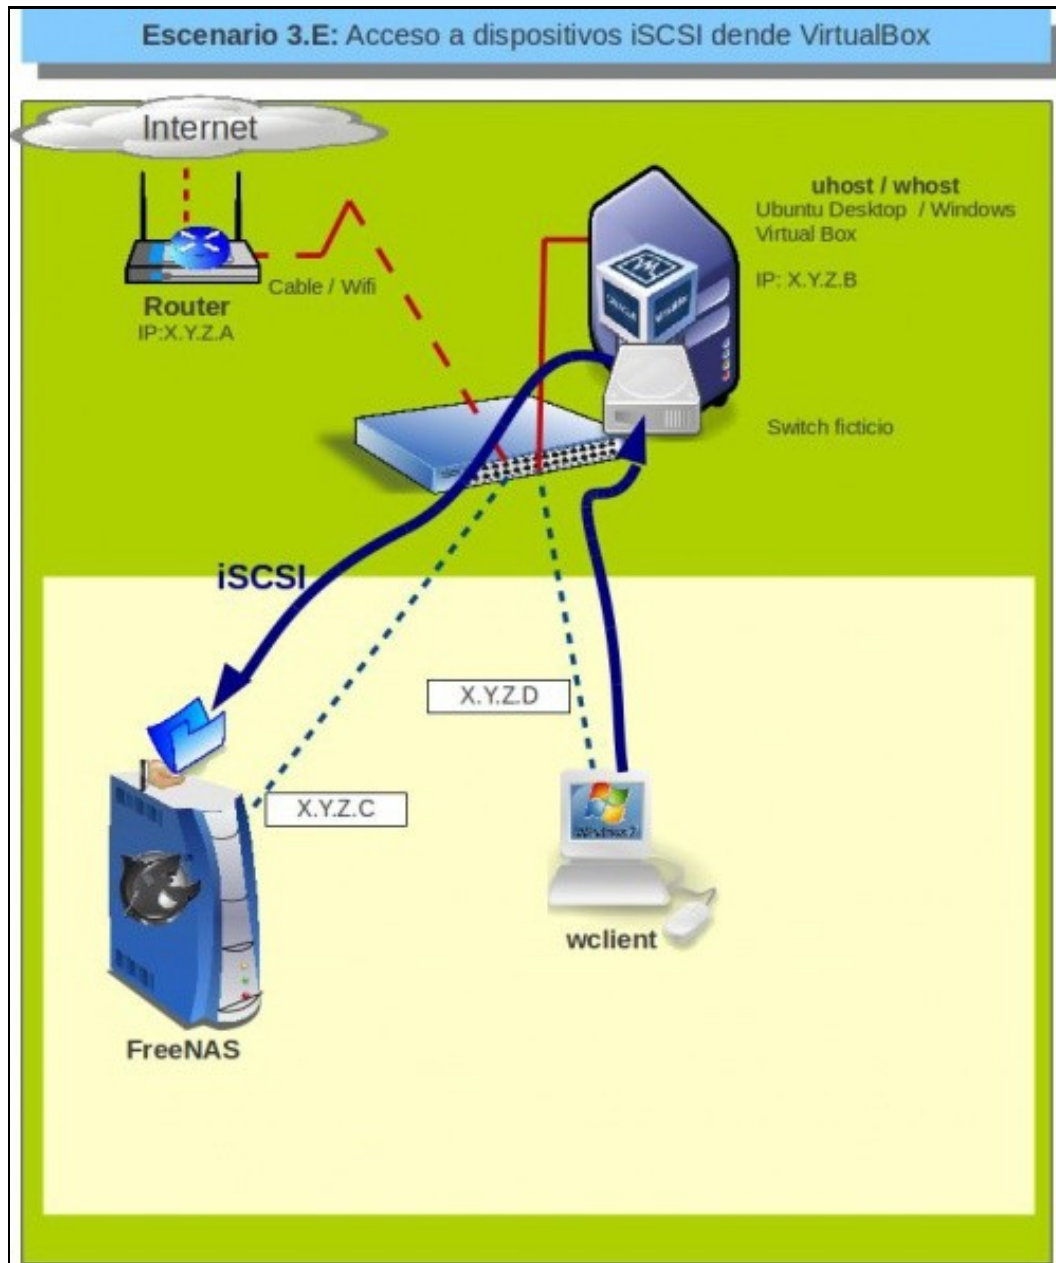 Escenario 3.E: Acceso a dispositivos iSCSI dende VirtualBox
Internet
uhost / whost
Ubuntu Desktop / Windows
Virtual Box
IP: X.Y.Z.B
Cable / Wifi
Router
IP:X.Y.Z.A
Switch ficticio
iSCSI
X.Y.Z.D
X.Y.Z.C
wclient
FreeNAS